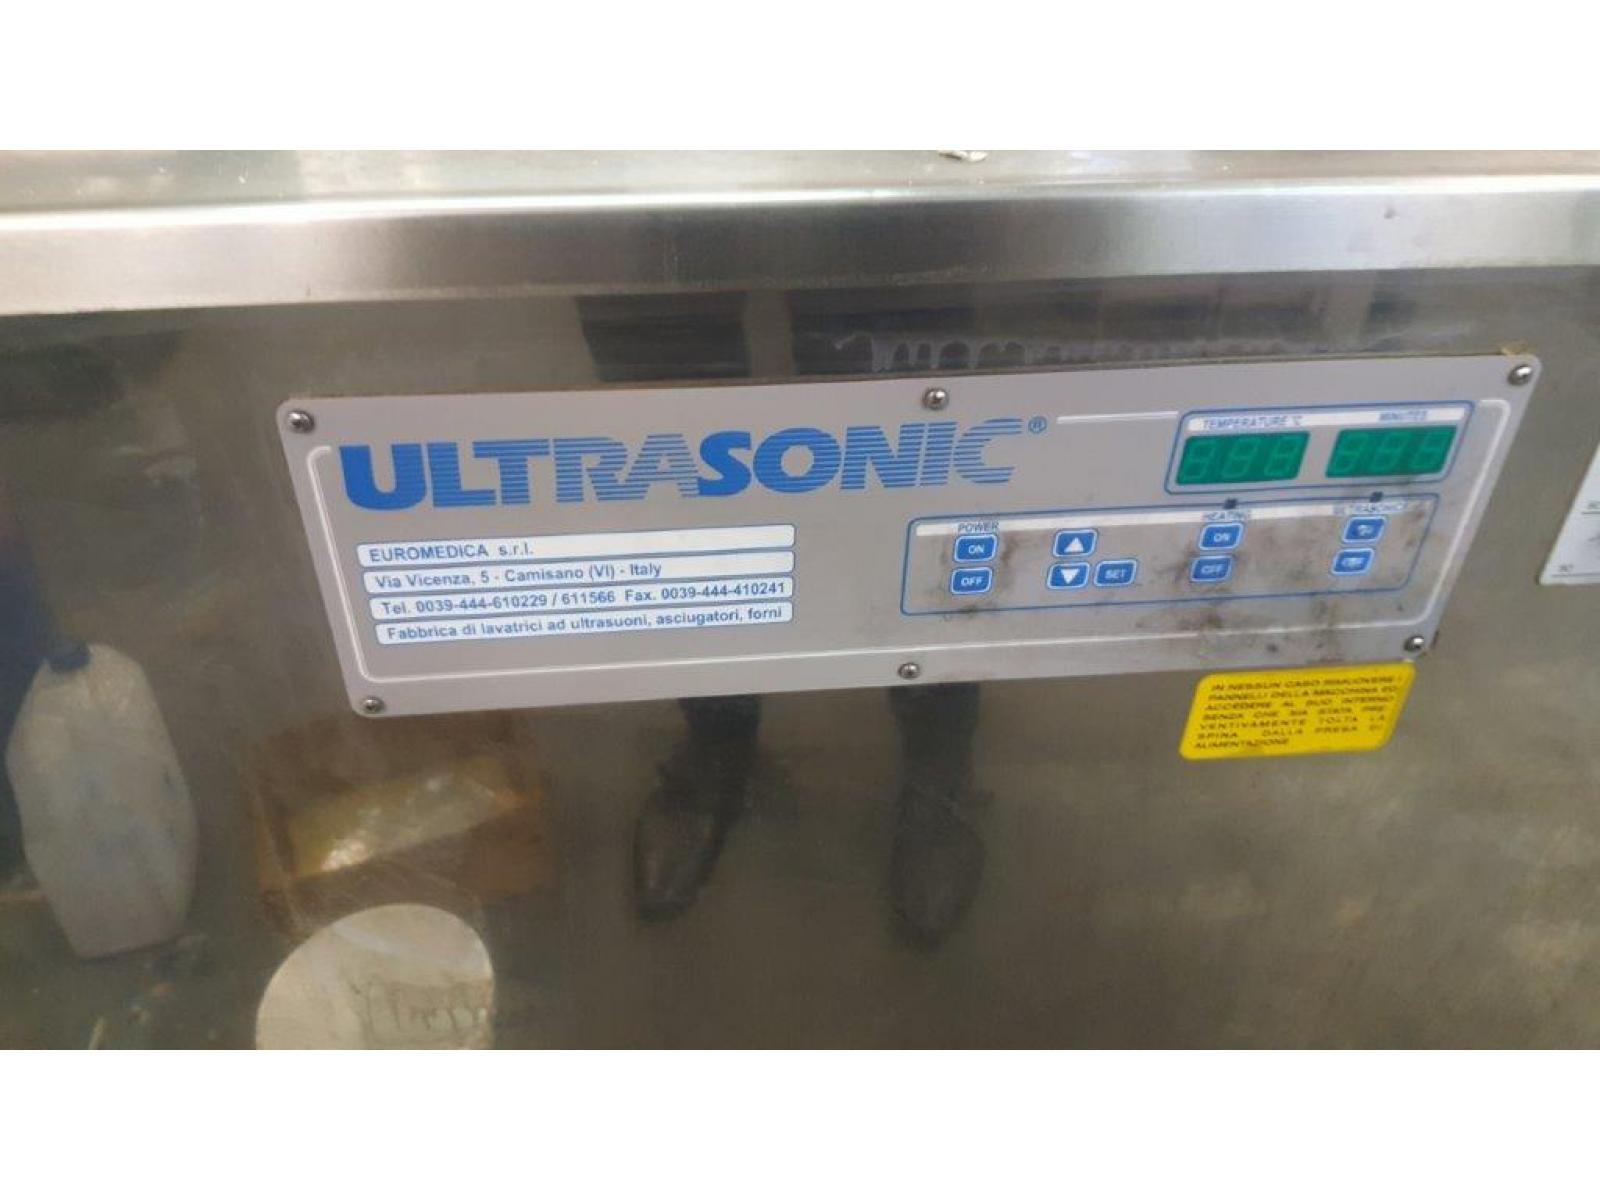 ULTRASONIC®
EUROMEDICA s.r.l.
Via Vicenza, 5 - Camisano (VI) - Italy
Tel. 0039-444-610229 / 611566 Fax. 0039-444-410241
Fabbrica di lavatrici ad ultrasuoni, asciugatori, forni
TEMPERATURE °C MINUTES
POWER HEATING ULTRASONIC
ON ON
OFF SET OFF
IN NESSUN CASO RIMUOVERE I
PANNELLI DELLA MACCHINA ED
ACCEDERE AL SUO INTERNO
SENZA CHE SIA STATA PRE-
VENTIVAMENTE TOLTA LA
SPINA DALLA PRESA DI
ALIMENTAZIONE